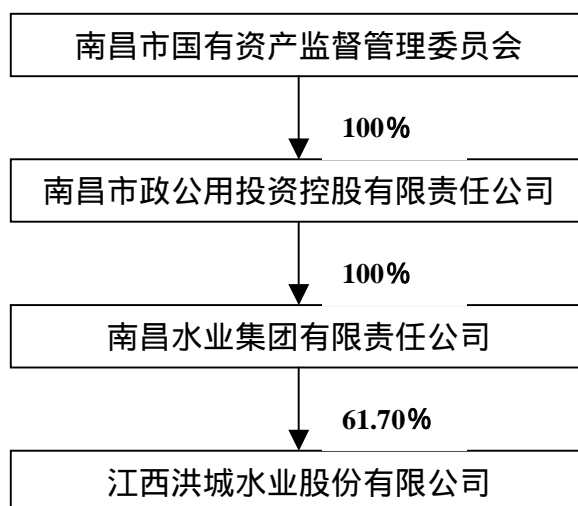 南昌市国有资产监督管理委员会
100%
南昌市政公用投资控股有限责任公司
100%
南昌水业集团有限责任公司
61.70%
江西洪城水业股份有限公司